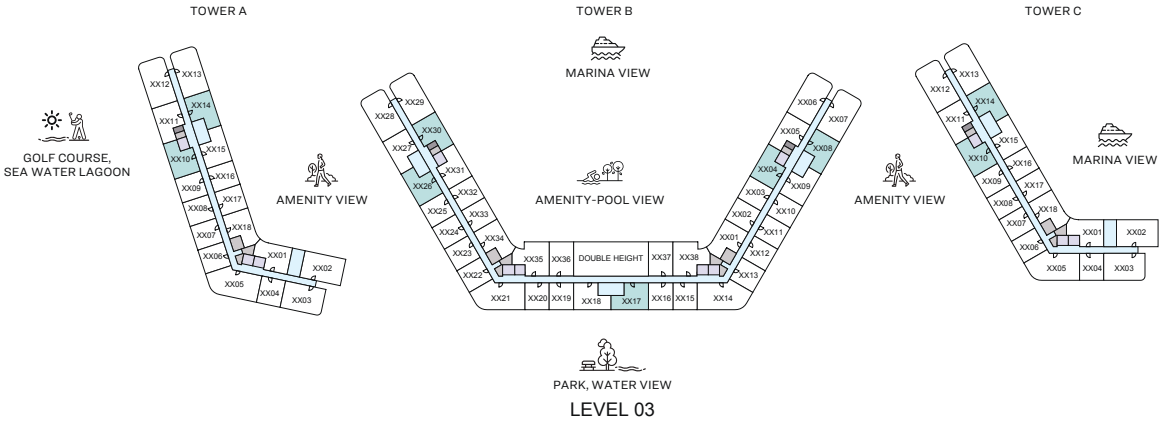 TOWER A
TOWER B
TOWER C
MARINA VIEW
GOLF COURSE,
SEA WATER LAGOON
AMENITY VIEW
AMENITY-POOL VIEW
AMENITY VIEW
MARINA VIEW
XX12
XX13
XX14
XX11
XX10
XX15
XX16
XX09
XX17
XX08
XX07
XX18
XX06
XX05
XX01
XX02
XX04
XX03
XX29
XX28
XX30
XX27
XX31
XX26
XX32
XX25
XX33
XX24
XX34
XX23
XX22
XX21
XX35
XX36
DOUBLE HEIGHT
XX37
XX38
XX20
XX19
XX18
XX17
XX16
XX15
XX14
XX06
XX07
XX05
XX08
XX04
XX09
XX03
XX10
XX02
XX11
XX01
XX12
XX13
XX13
XX12
XX14
XX11
XX15
XX10
XX16
XX09
XX17
XX08
XX18
XX07
XX06
XX05
XX01
XX02
XX04
XX03
PARK, WATER VIEW
LEVEL 03